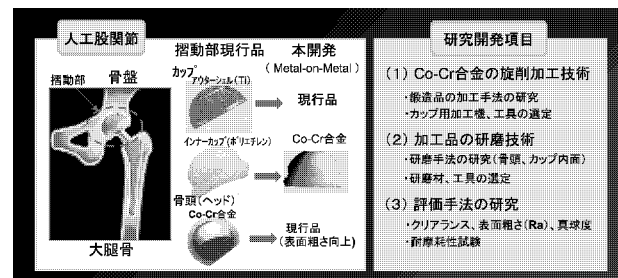 人工股関節
摺動部
骨盤
大腿骨
摺動部現行品
本開発
(Metal-on-Metal)
カップ
アウターシェル(Ti)
現行品
インナーカップ(ポリエチレン)
Co-Cr合金
骨頭(ヘッド)
Co-Cr合金
現行品
(表面粗さ向上)
研究開発項目
(1) Co-Cr合金の旋削加工技術
・鍛造品の加工手法の研究
・カップ用加工機、工具の選定
(2) 加工品の研磨技術
・研磨手法の研究(骨頭、カップ内面)
・研磨材、工具の選定
(3) 評価手法の研究
・クリアランス、表面粗さ(Ra)、真球度
・耐摩耗性試験